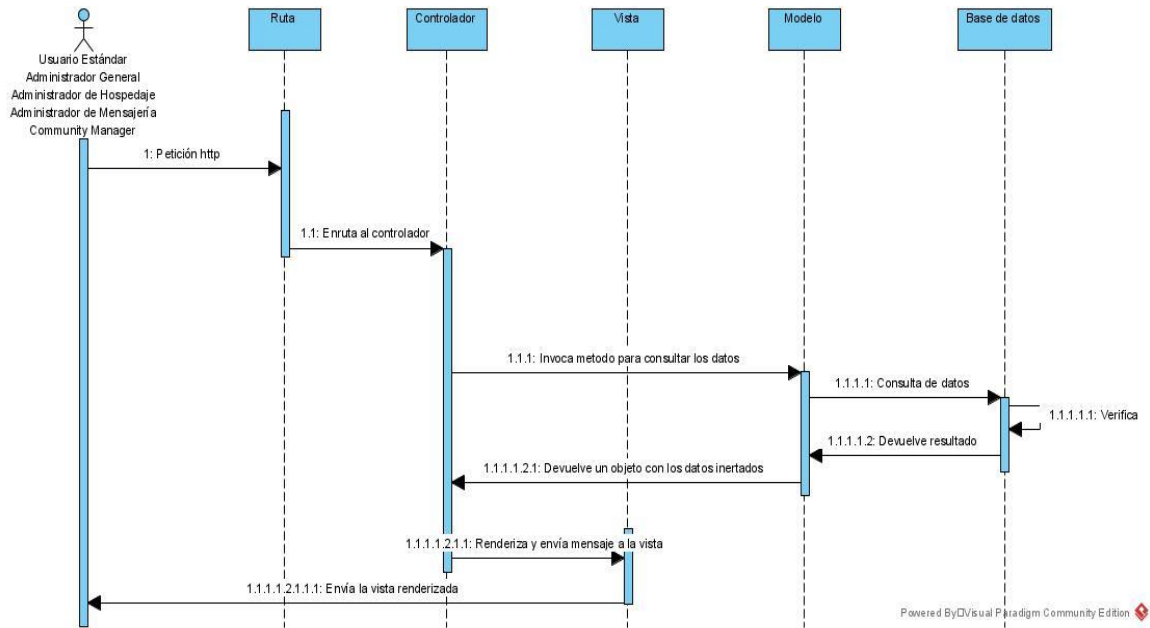 Ruta
Controlador
Vista
Modelo
Base de datos
Usuario Estándar
Administrador General
Administrador de Hospedaje
Administrador de Mensajería
Community Manager
1: Petición http
1.1: Enruta al controlador
1.1.1: Invoca metodo para consultar los datos
1.1.1.1: Consulta de datos
1.1.1.1.1: Verifica
1.1.1.1.2: Devuelve resultado
1.1.1.1.2.1: Devuelve un objeto con los datos inertados
1.1.1.1.2.1.1: Renderiza y envía mensaje a la vista
1.1.1.1.2.1.1.1: Envía la vista renderizada
Powered By Visual Paradigm Community Edition